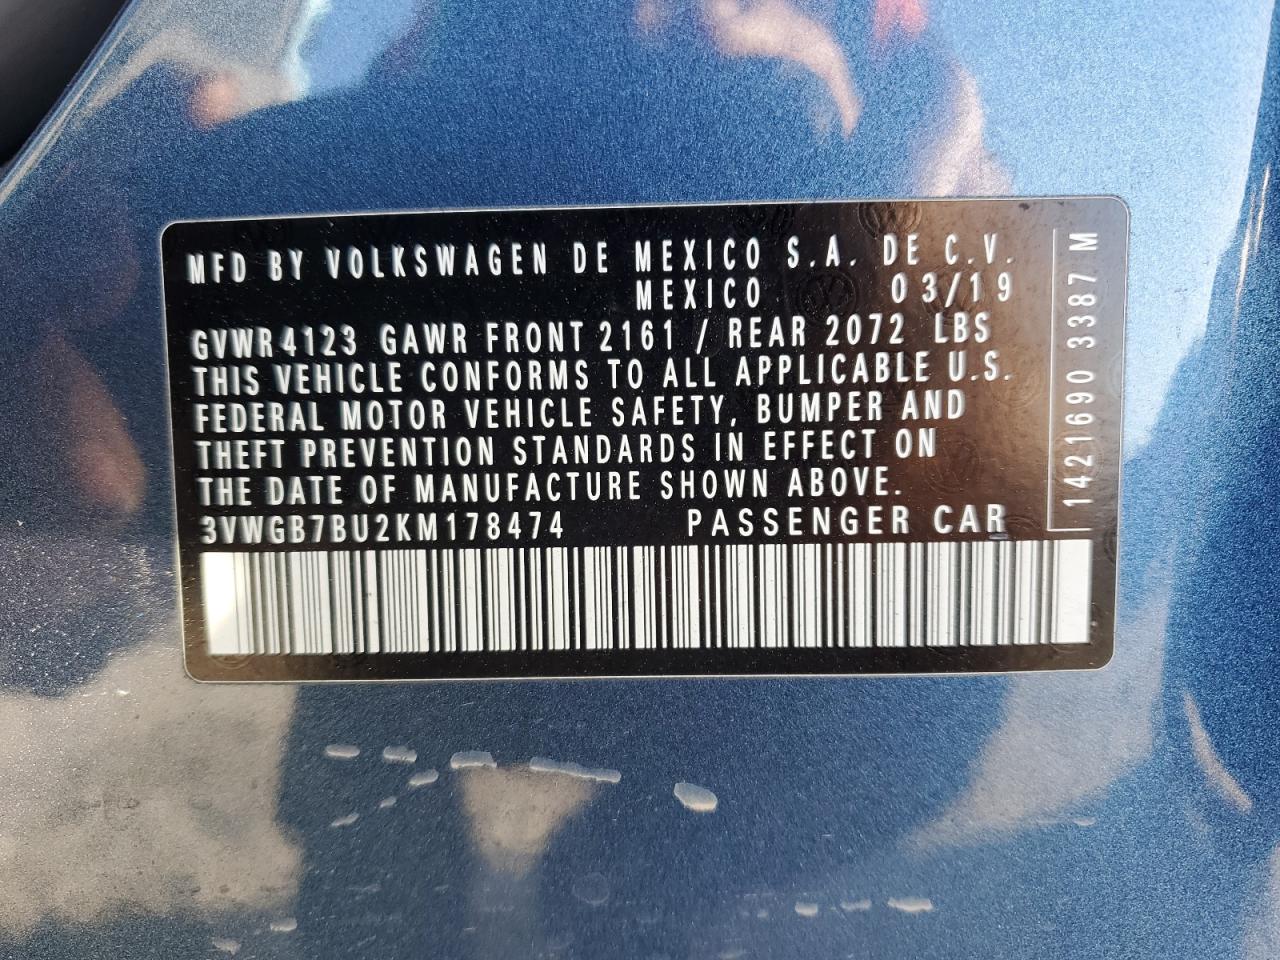 MFD BY VOLKSWAGEN DE MEXICO S.A. DE C.V.
MEXICO 03/19
GVWR 4123 GAWR FRONT 2161 / REAR 2072 LBS
THIS VEHICLE CONFORMS TO ALL APPLICABLE U.S.
FEDERAL MOTOR VEHICLE SAFETY, BUMPER AND
THEFT PREVENTION STANDARDS IN EFFECT ON
THE DATE OF MANUFACTURE SHOWN ABOVE.
3VWGB7BU2KM178474 PASSENGER CAR
1421690 3387 M